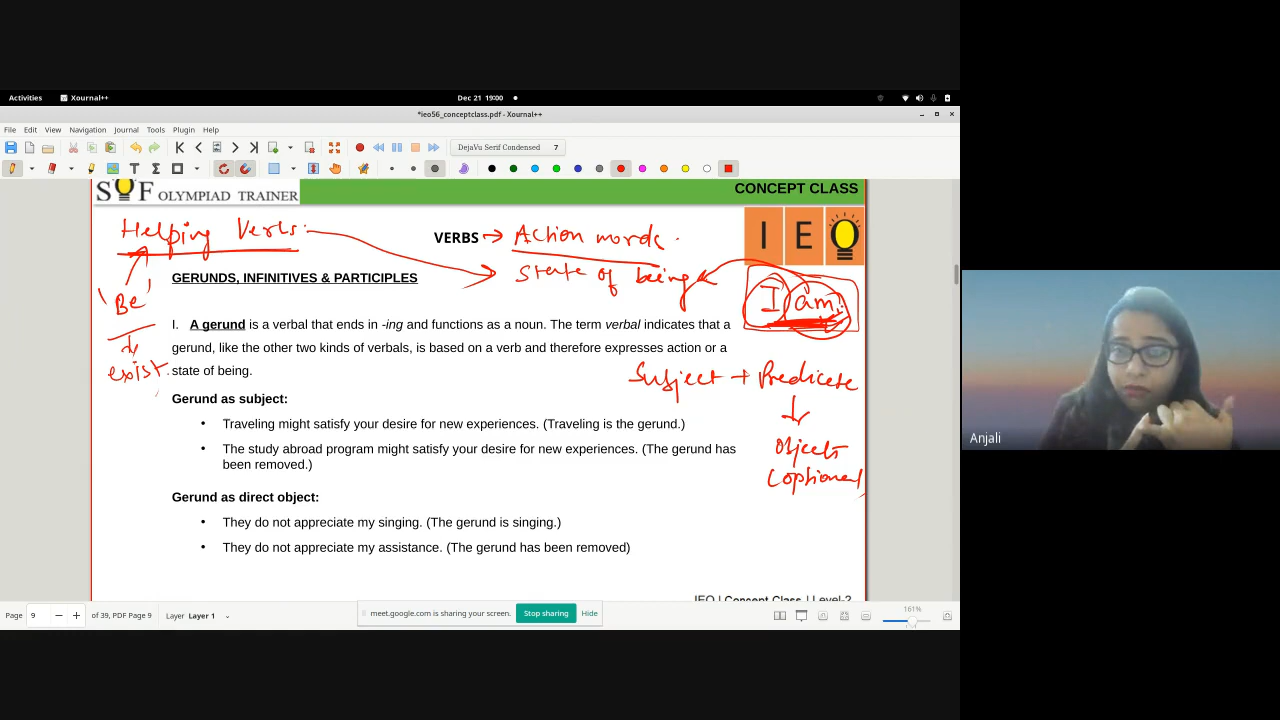 Activities Xournal++ Dec 21 19:00
*ieo56_conceptclass.pdf - Xournal++
File Edit View Navigation Journal Tools Plugin Help
DejaVu Serif Condensed 7
SOF OLYMPIAD TRAINER CONCEPT CLASS
Helping Verbs. VERBS → Action words.
I E
GERUNDS, INFINITIVES & PARTICIPLES State of being
I am.
'Be'
I. A gerund is a verbal that ends in -ing and functions as a noun. The term verbal indicates that a
gerund, like the other two kinds of verbals, is based on a verb and therefore expresses action or a
exist.
state of being.
Subject + Predicate
Gerund as subject:
• Traveling might satisfy your desire for new experiences. (Traveling is the gerund.)
• The study abroad program might satisfy your desire for new experiences. (The gerund has
been removed.)
Objects
(optional)
Gerund as direct object:
• They do not appreciate my singing. (The gerund is singing.)
• They do not appreciate my assistance. (The gerund has been removed)
IEO | Concept Class | Level-2
Anjali
Page 9 of 39, PDF Page 9 Layer Layer 1
meet.google.com is sharing your screen. Stop sharing Hide
161%